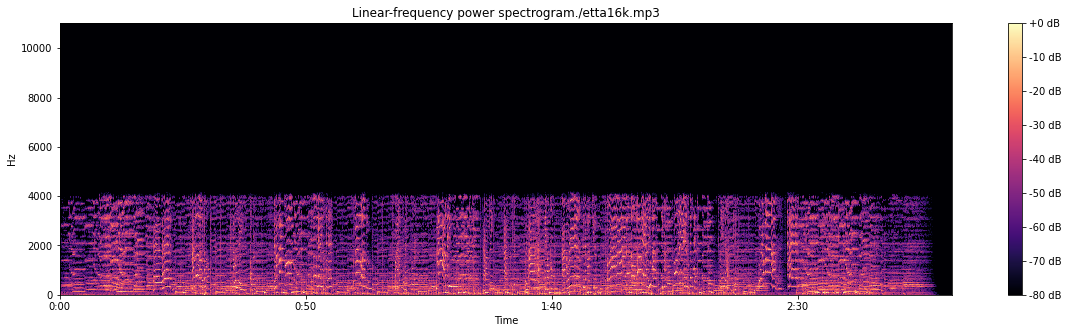 Linear-frequency power spectrogram./etta16k.mp3
10000
8000
6000
4000
2000
0
Hz
0:00
0:50
1:40
2:30
Time
+0 dB
-10 dB
-20 dB
-30 dB
-40 dB
-50 dB
-60 dB
-70 dB
-80 dB